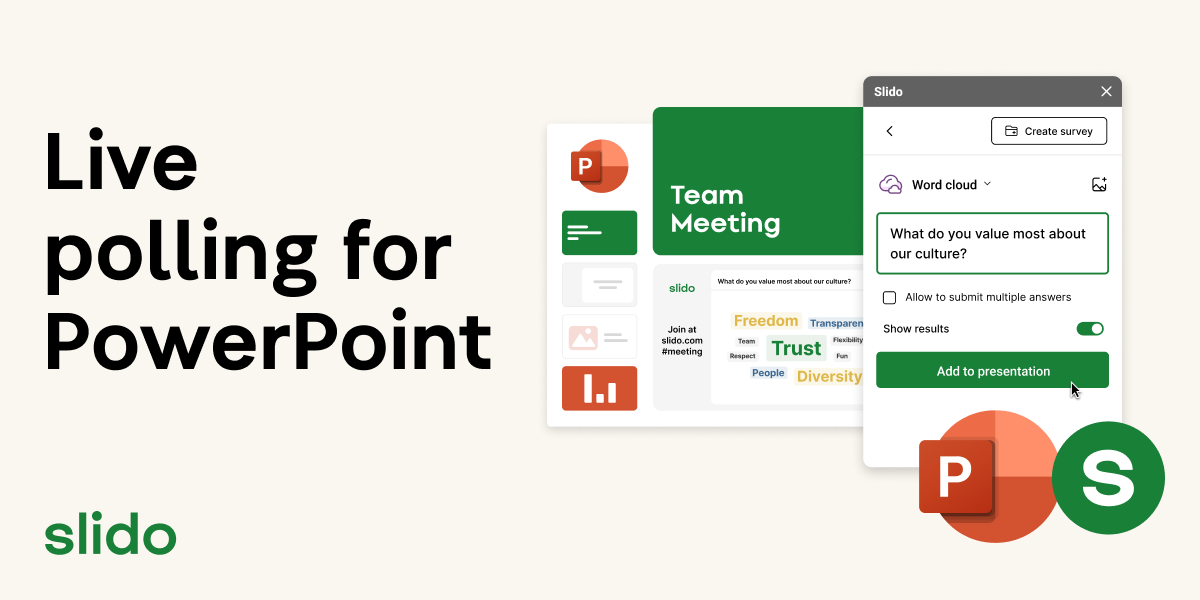 Live
polling for
PowerPoint
slido
P
Team
Meeting
slido
Join at
slido.com
#meeting
What do you value most about our culture?
Freedom
Team
Trust
Flexibility
Respect
Fun
People
Diversity
Slido
Create survey
Word cloud
What do you value most about
our culture?
Allow to submit multiple answers
Show results
Add to presentation
P
S